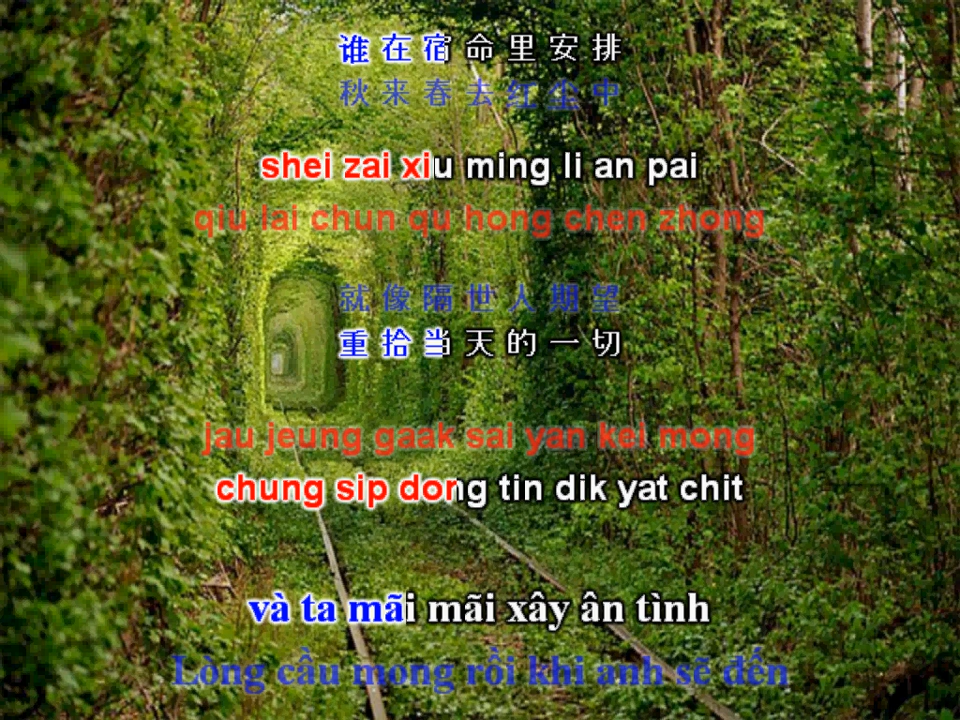 谁在宿命里安排
秋来春去红尘中
shei zai xiu ming li an pai
qiu lai chun qu hong chen zhong
就像隔世人期望
重拾当天的一切
jau jeung gaak sai yan kei mong
chung sip dong tin dik yat chit
và ta mãi mãi xây ân tình
Lòng cầu mong rồi khi anh sẽ đến